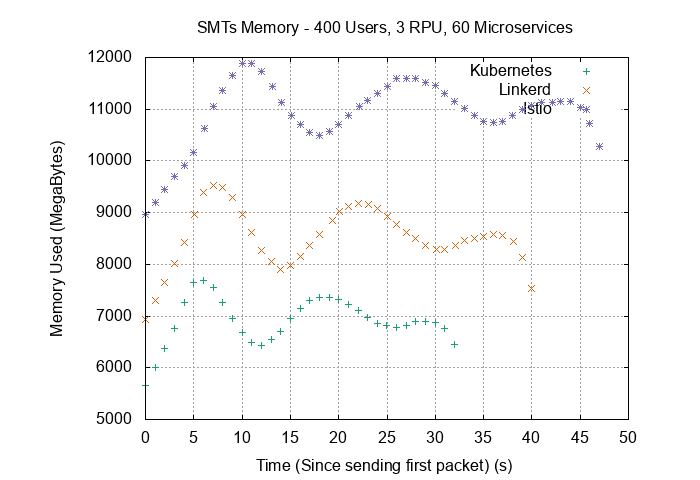 SMTs Memory - 400 Users, 3 RPU, 60 Microservices
12000
11000
10000
9000
8000
7000
6000
5000
Memory Used (MegaBytes)
Kubernetes
Linkerd
Istio
0 5 10 15 20 25 30 35 40 45 50
Time (Since sending first packet) (s)